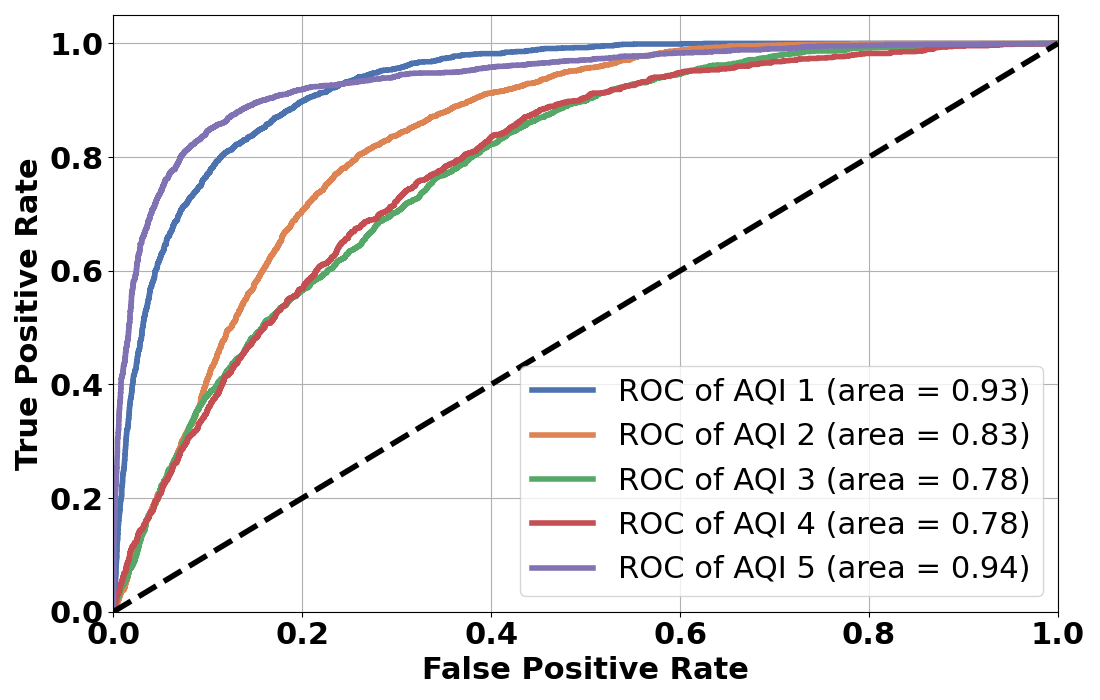 True Positive Rate
1.0
0.8
0.6
0.4
0.2
0.0
ROC of AQI 1 (area = 0.93)
ROC of AQI 2 (area = 0.83)
ROC of AQI 3 (area = 0.78)
ROC of AQI 4 (area = 0.78)
ROC of AQI 5 (area = 0.94)
0.0 0.2 0.4 0.6 0.8 1.0
False Positive Rate